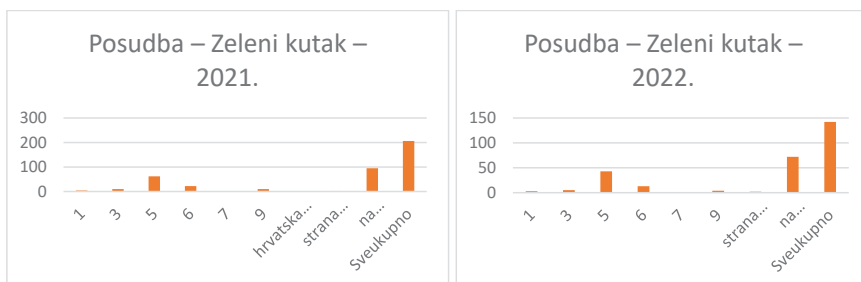 Posudba – Zeleni kutak –
2021.
300
200
100
0
1
3
5
6
7
9
hrvatska...
strana...
na...
Sveukupno
Posudba – Zeleni kutak –
2022.
150
100
50
0
1
3
5
6
7
9
strana...
na...
Sveukupno